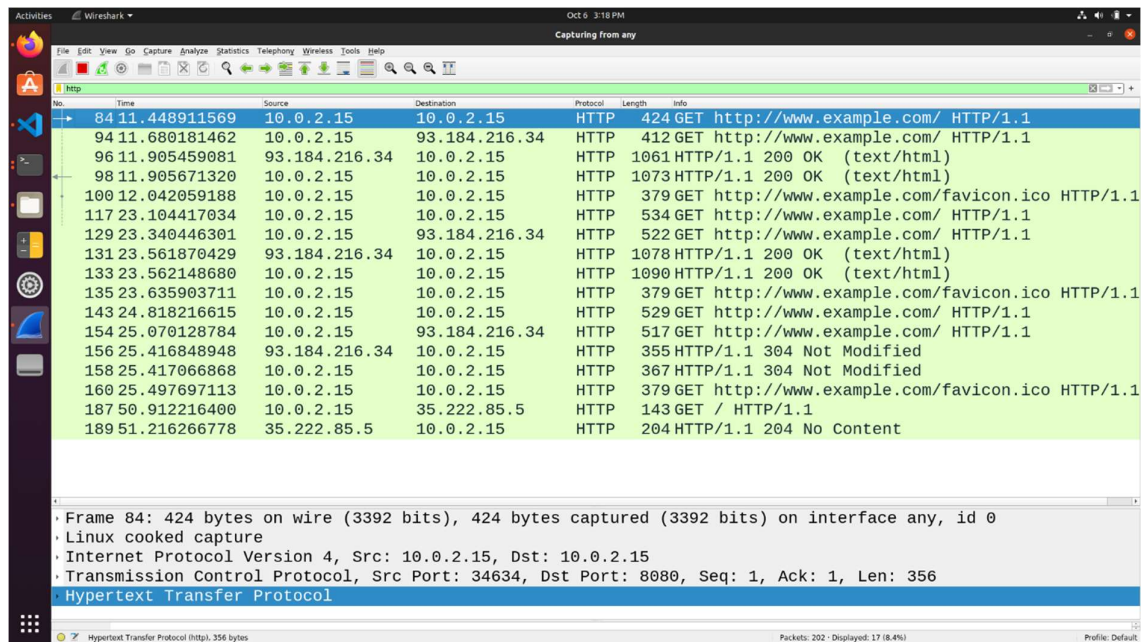 Activities Wireshark Oct 6 3:18 PM
Capturing from any
File Edit View Go Capture Analyze Statistics Telephony Wireless Tools Help
http
No. Time Source Destination Protocol Length Info
84 11.448911569 10.0.2.15 10.0.2.15 HTTP 424 GET http://www.example.com/ HTTP/1.1
94 11.680181462 10.0.2.15 93.184.216.34 HTTP 412 GET http://www.example.com/ HTTP/1.1
96 11.905459081 93.184.216.34 10.0.2.15 HTTP 1061 HTTP/1.1 200 OK (text/html)
98 11.905671320 10.0.2.15 10.0.2.15 HTTP 1073 HTTP/1.1 200 OK (text/html)
100 12.042059188 10.0.2.15 10.0.2.15 HTTP 379 GET http://www.example.com/favicon.ico HTTP/1.1
117 23.104417034 10.0.2.15 10.0.2.15 HTTP 534 GET http://www.example.com/ HTTP/1.1
129 23.340446301 10.0.2.15 93.184.216.34 HTTP 522 GET http://www.example.com/ HTTP/1.1
131 23.561870429 93.184.216.34 10.0.2.15 HTTP 1078 HTTP/1.1 200 OK (text/html)
133 23.562148680 10.0.2.15 10.0.2.15 HTTP 1090 HTTP/1.1 200 OK (text/html)
135 23.635903711 10.0.2.15 10.0.2.15 HTTP 379 GET http://www.example.com/favicon.ico HTTP/1.1
143 24.818216615 10.0.2.15 10.0.2.15 HTTP 529 GET http://www.example.com/ HTTP/1.1
154 25.070128784 10.0.2.15 93.184.216.34 HTTP 517 GET http://www.example.com/ HTTP/1.1
156 25.416848948 93.184.216.34 10.0.2.15 HTTP 355 HTTP/1.1 304 Not Modified
158 25.417066868 10.0.2.15 10.0.2.15 HTTP 367 HTTP/1.1 304 Not Modified
160 25.497697113 10.0.2.15 10.0.2.15 HTTP 379 GET http://www.example.com/favicon.ico HTTP/1.1
187 50.912216400 10.0.2.15 35.222.85.5 HTTP 143 GET / HTTP/1.1
189 51.216266778 35.222.85.5 10.0.2.15 HTTP 204 HTTP/1.1 204 No Content
Frame 84: 424 bytes on wire (3392 bits), 424 bytes captured (3392 bits) on interface any, id 0
Linux cooked capture
Internet Protocol Version 4, Src: 10.0.2.15, Dst: 10.0.2.15
Transmission Control Protocol, Src Port: 34634, Dst Port: 8080, Seq: 1, Ack: 1, Len: 356
Hypertext Transfer Protocol
Hypertext Transfer Protocol (http), 356 bytes Packets: 202 · Displayed: 17 (8.4%) Profile: Default